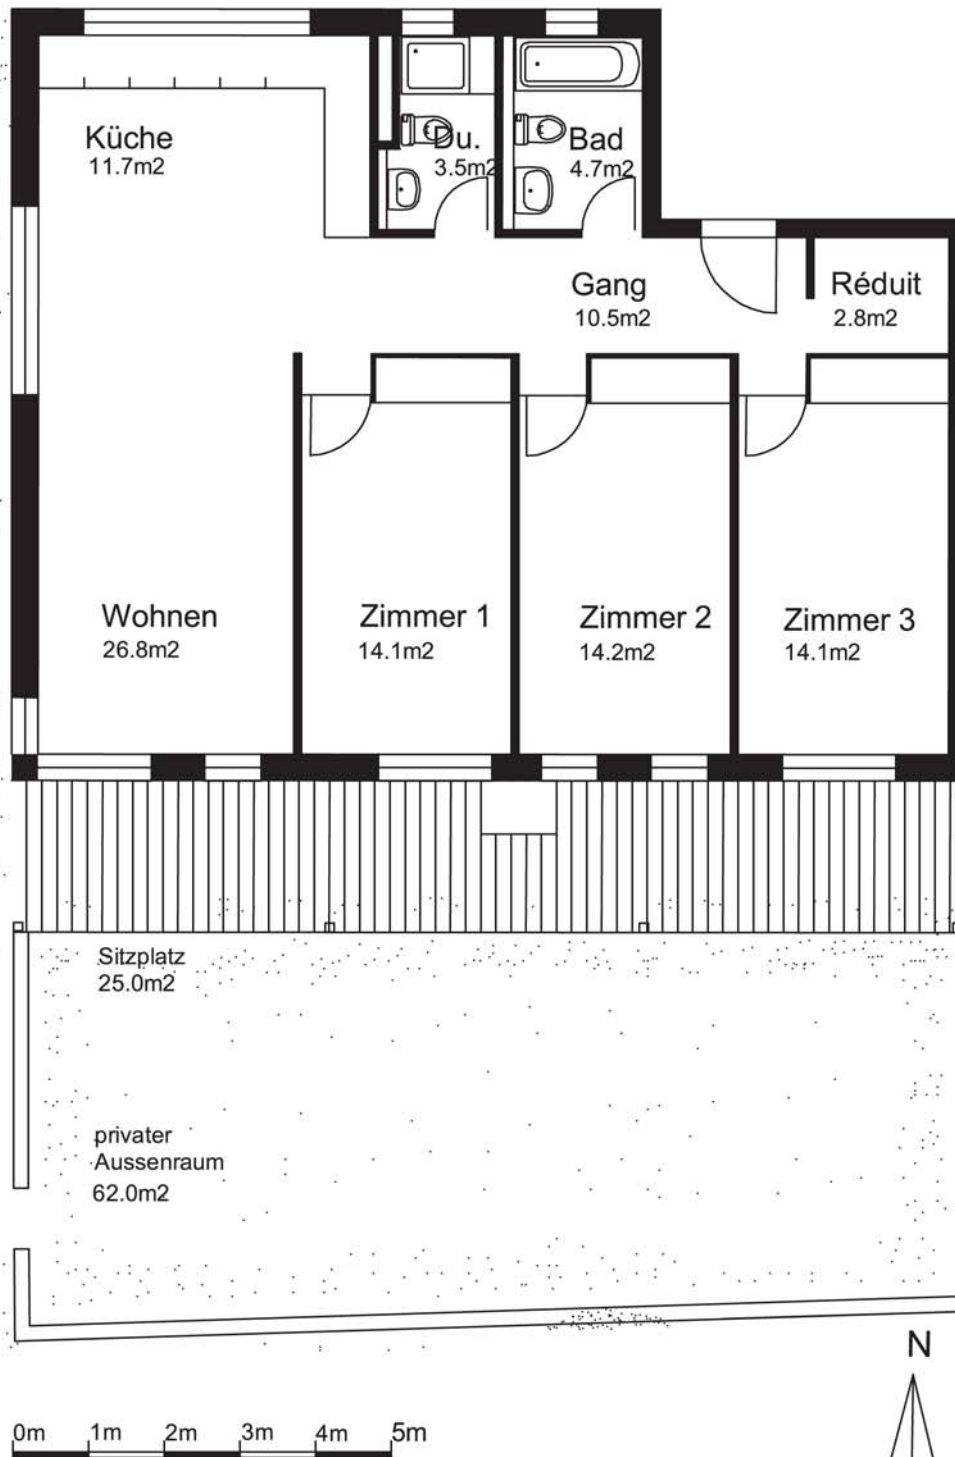 Küche
11.7m2
Du.
3.5m2
Bad
4.7m2
Gang
10.5m2
Réduit
2.8m2
Wohnen
26.8m2
Zimmer 1
14.1m2
Zimmer 2
14.2m2
Zimmer 3
14.1m2
Sitzplatz
25.0m2
privater
Aussenraum
62.0m2
N
0m 1m 2m 3m 4m 5m